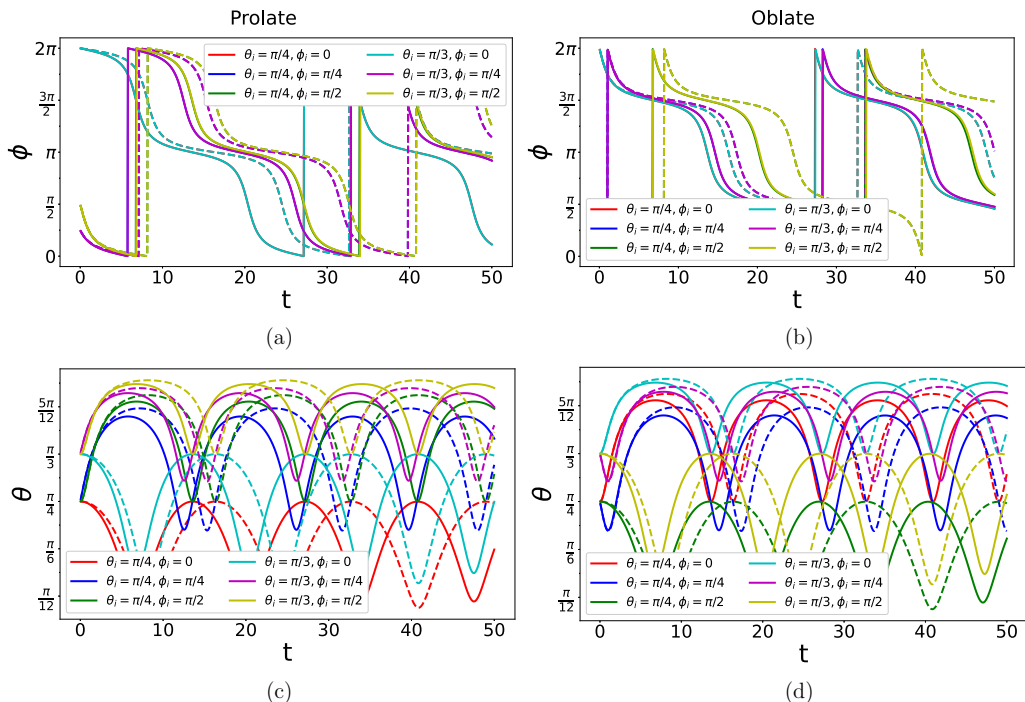 Prolate
Oblate
ϕ
2π
3π/2
π
π/2
0
θi = π/4, ϕi = 0
θi = π/4, ϕi = π/4
θi = π/4, ϕi = π/2
θi = π/3, ϕi = 0
θi = π/3, ϕi = π/4
θi = π/3, ϕi = π/2
0 10 20 30 40 50
t
(a)
ϕ
2π
3π/2
π
π/2
0
θi = π/4, ϕi = 0
θi = π/4, ϕi = π/4
θi = π/4, ϕi = π/2
θi = π/3, ϕi = 0
θi = π/3, ϕi = π/4
θi = π/3, ϕi = π/2
0 10 20 30 40 50
t
(b)
θ
5π/12
π/3
π/4
π/6
π/12
θi = π/4, ϕi = 0
θi = π/4, ϕi = π/4
θi = π/4, ϕi = π/2
θi = π/3, ϕi = 0
θi = π/3, ϕi = π/4
θi = π/3, ϕi = π/2
0 10 20 30 40 50
t
(c)
θ
5π/12
π/3
π/4
π/6
π/12
θi = π/4, ϕi = 0
θi = π/4, ϕi = π/4
θi = π/4, ϕi = π/2
θi = π/3, ϕi = 0
θi = π/3, ϕi = π/4
θi = π/3, ϕi = π/2
0 10 20 30 40 50
t
(d)